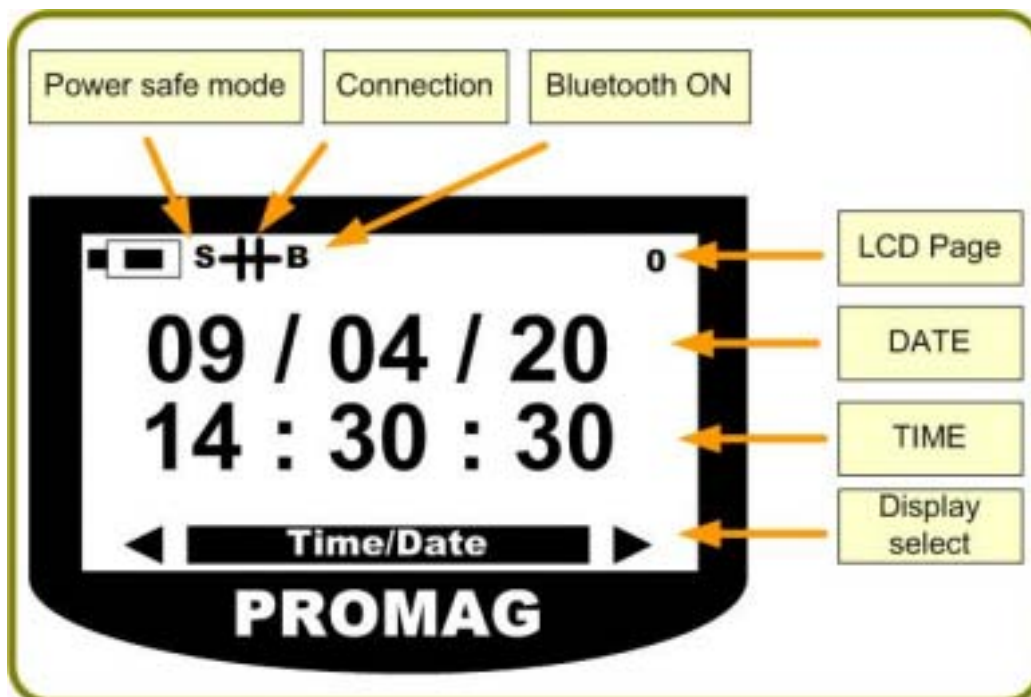 Power safe mode
Connection
Bluetooth ON
S B
0
LCD Page
09 / 04 / 20
DATE
14 : 30 : 30
TIME
Time/Date
Display
select
PROMAG